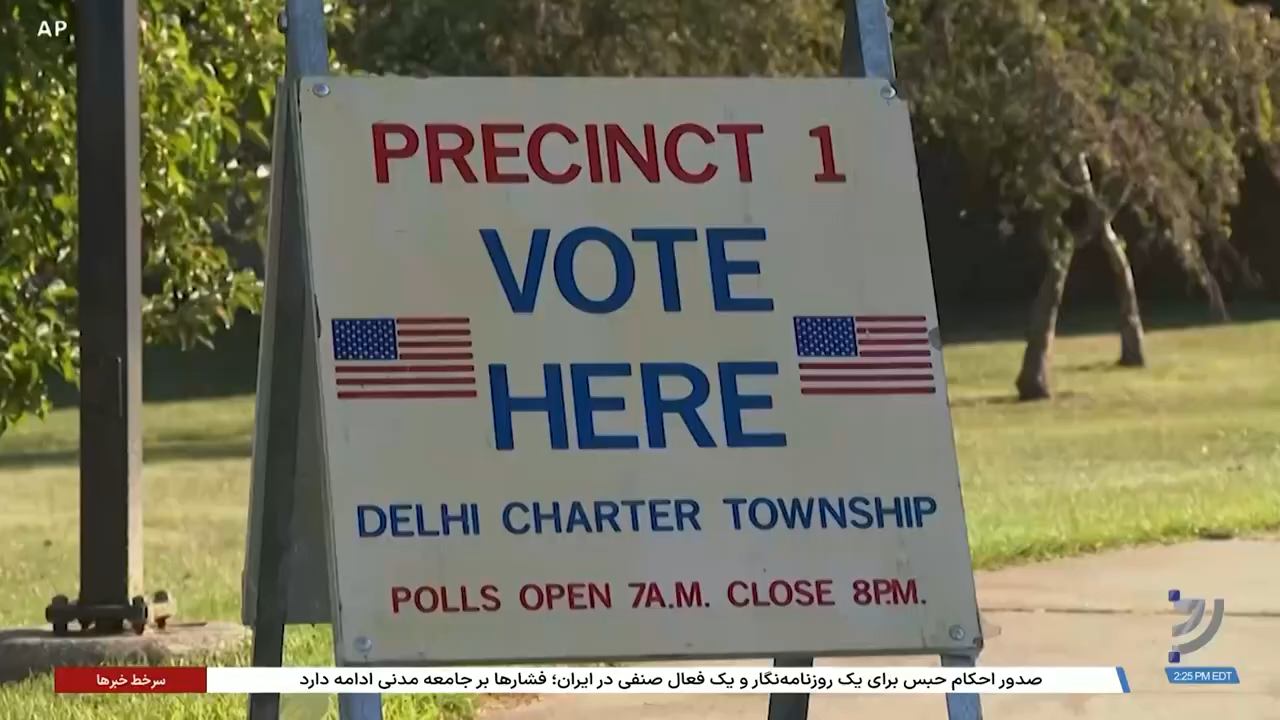 AP
PRECINCT 1
VOTE
HERE
DELHI CHARTER TOWNSHIP
POLLS OPEN 7A.M. CLOSE 8P.M.
سرخط خبرها
صدور احکام حبس برای یک روزنامه‌نگار و یک فعال صنفی در ایران؛ فشارها بر جامعه مدنی ادامه دارد
2:25 PM EDT